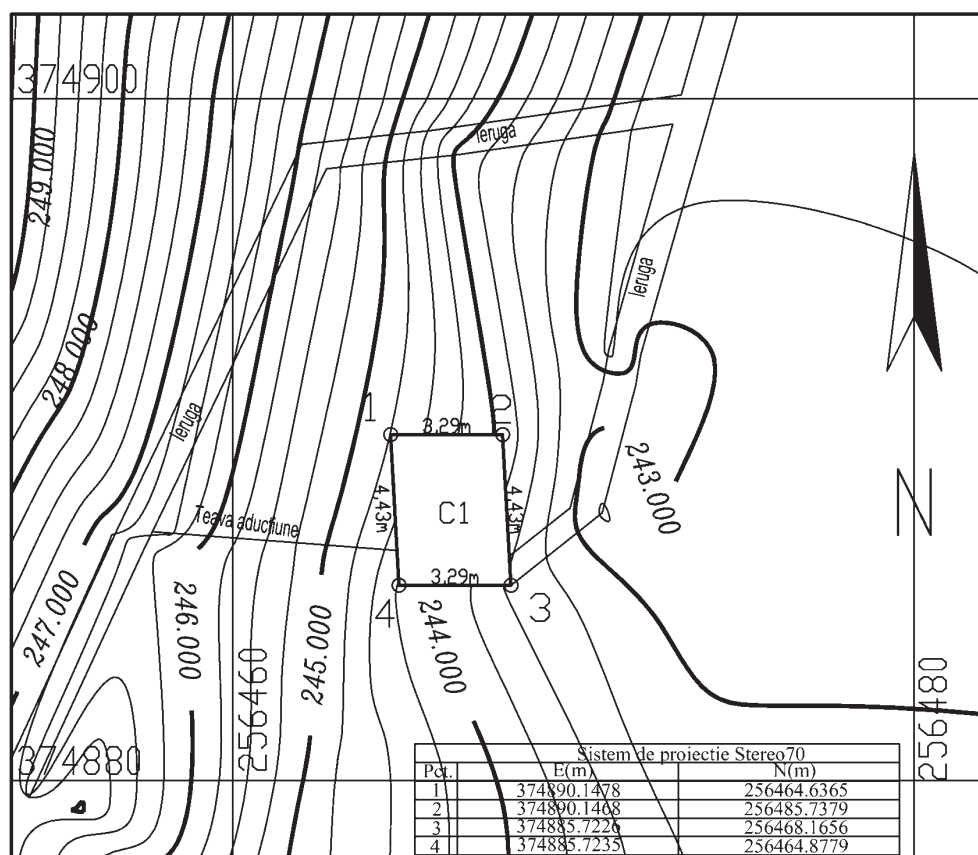 374900
Ieruga
249.000
Ieruga
248.000
1
2
3,29m
Ieruga
243.000
4,43m
C1
4,43m
N
Teava aductiune
3,29m
4
3
247.000
246.000
245.000
244.000
256460
256480
374880
Sistem de proiectie Stereo70
Pct. E(m) N(m)
1 374890.1478 256464.6365
2 374890.1468 256485.7379
3 374885.7226 256468.1656
4 374885.7235 256464.8779